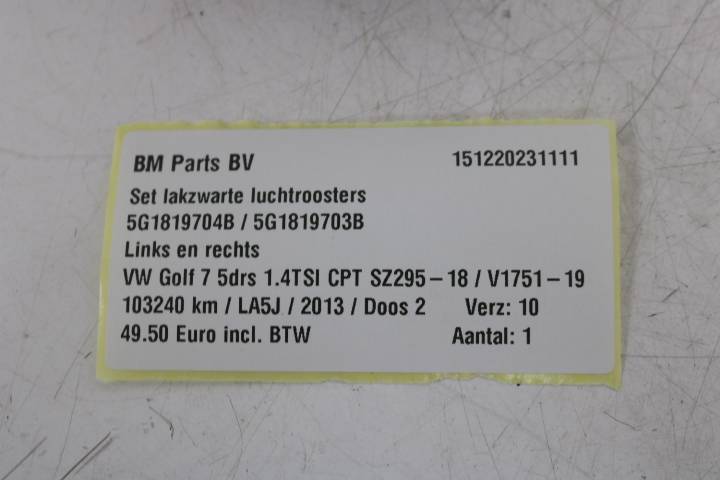 BM Parts BV 151220231111
Set lakzwarte luchtroosters
5G1819704B / 5G1819703B
Links en rechts
VW Golf 7 5drs 1.4TSI CPT SZ295-18 / V1751-19
103240 km / LA5J / 2013 / Doos 2 Verz: 10
49.50 Euro incl. BTW Aantal: 1